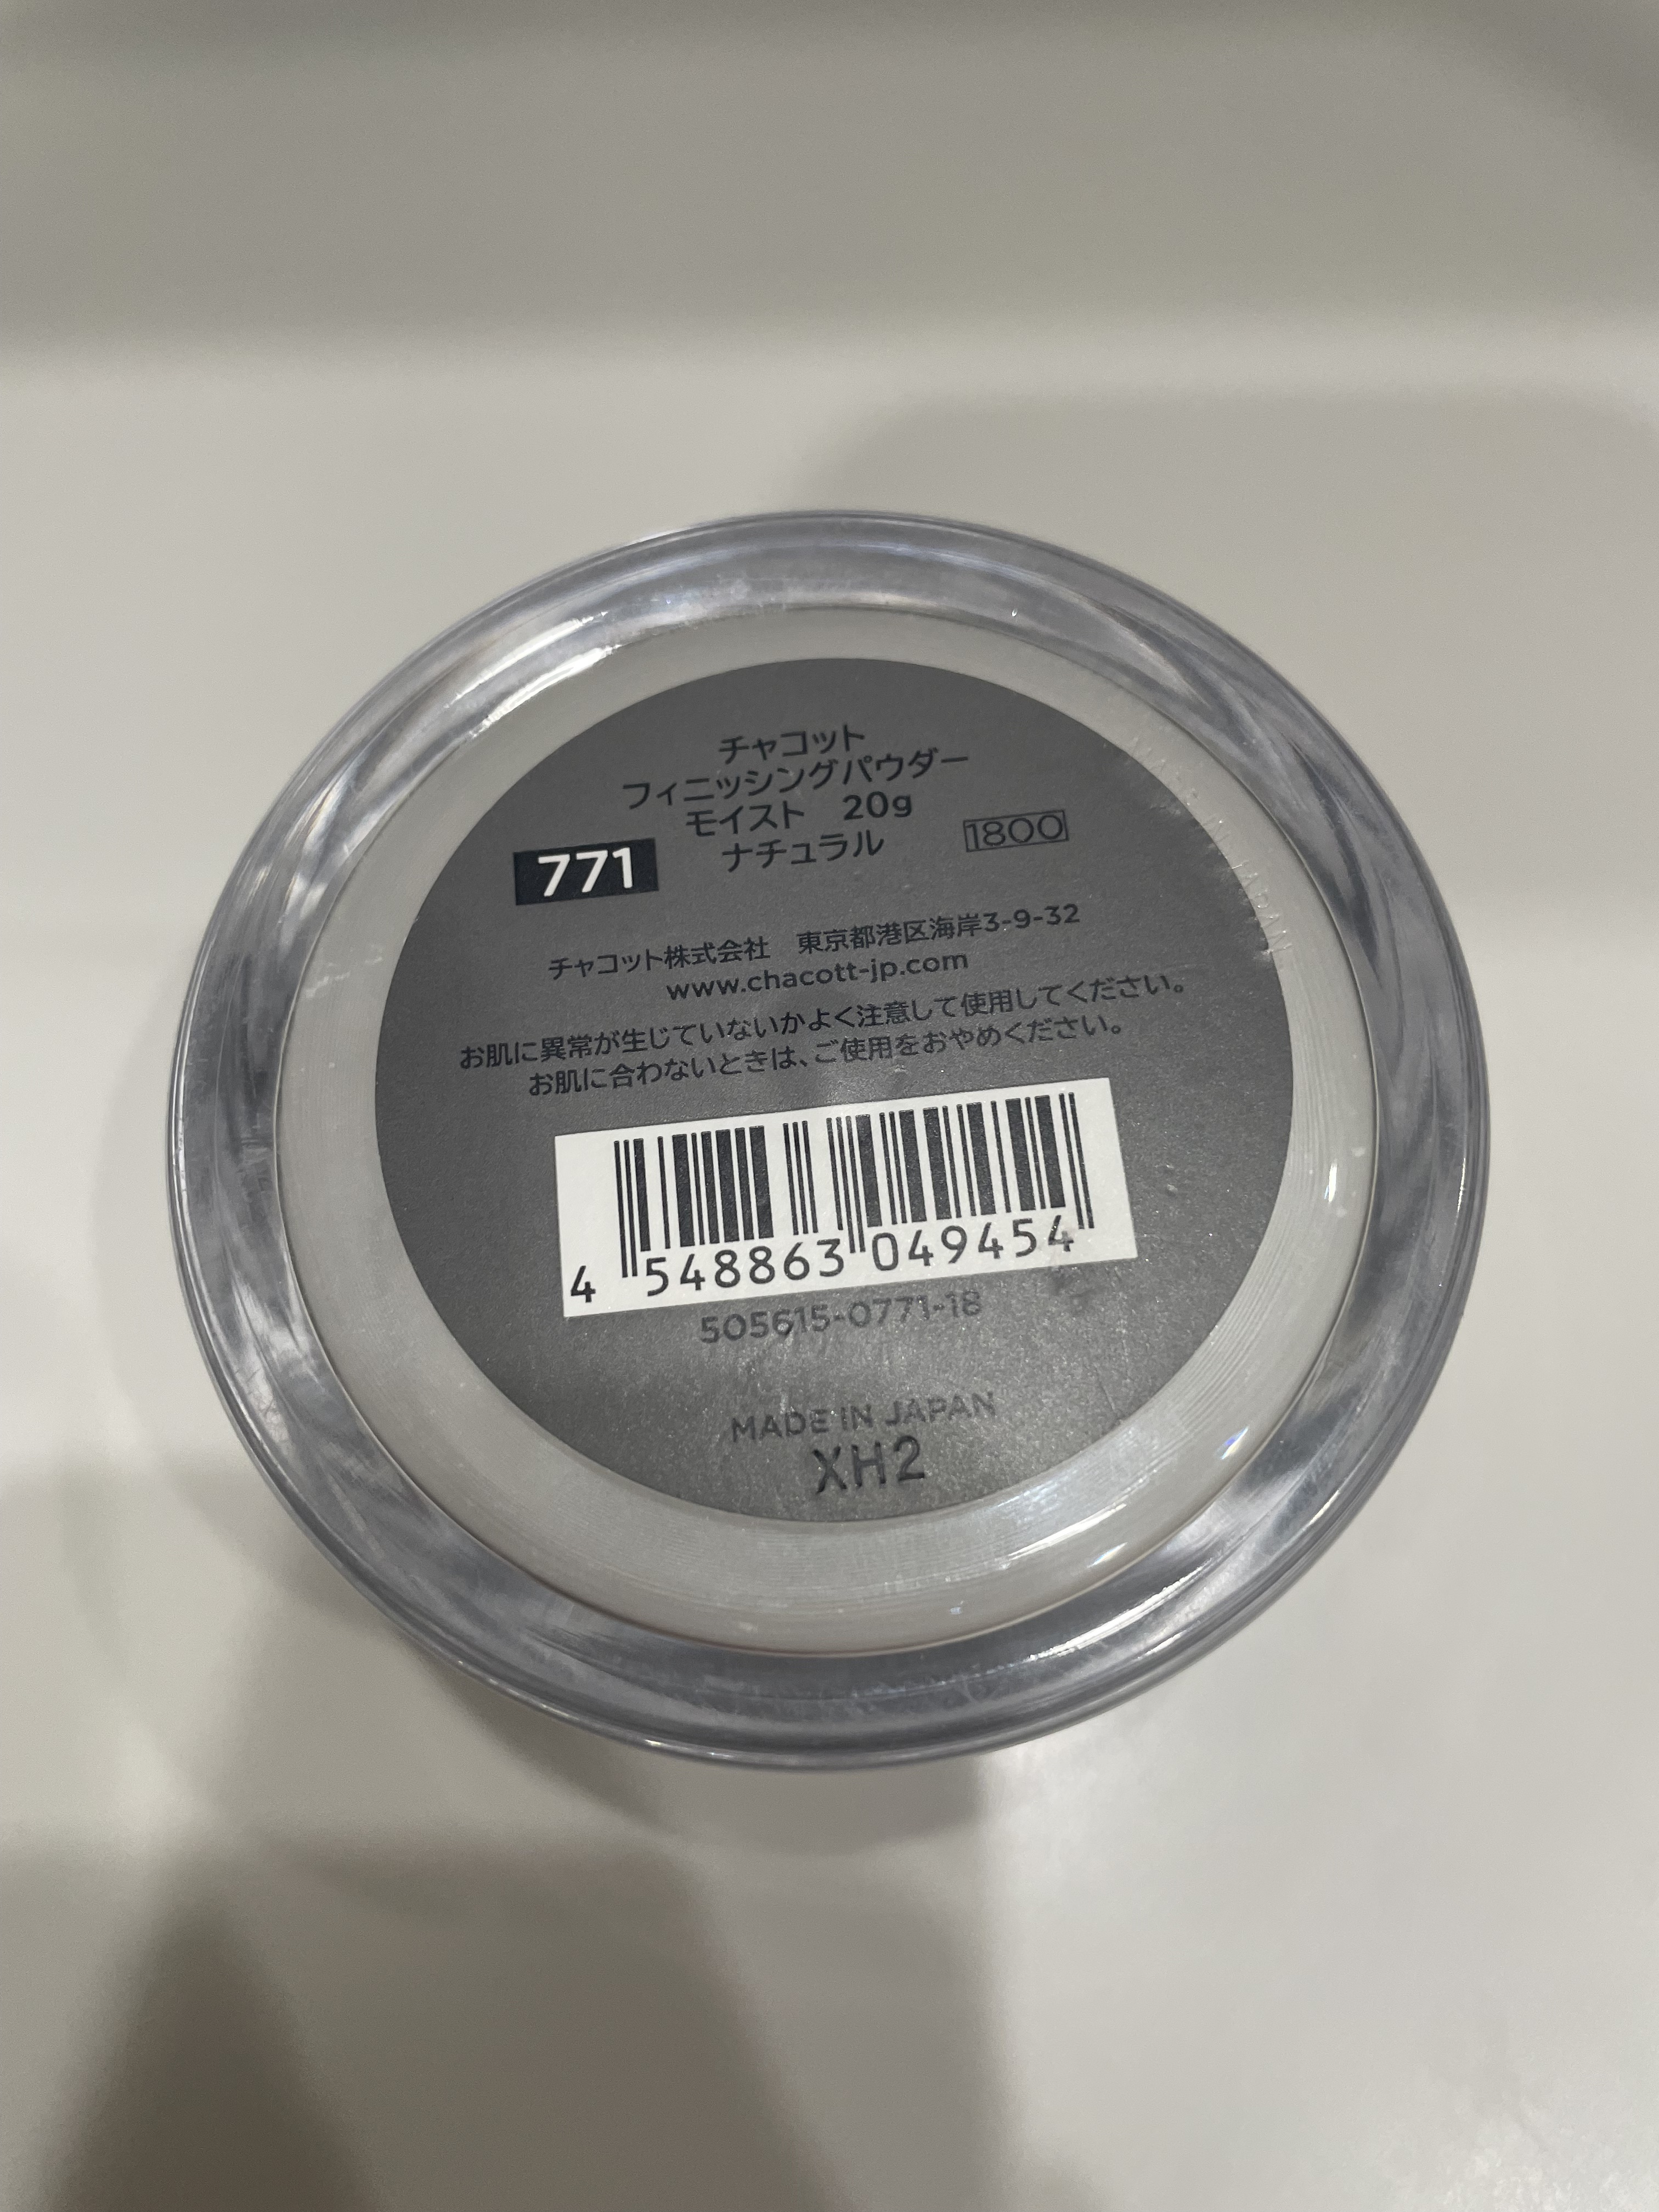 チャコット
フィニッシングパウダー
モイスト 20g
771 ナチュラル 1800
チャコット株式会社 東京都港区海岸3-9-32
www.chacott-jp.com
お肌に異常が生じていないかよく注意して使用してください。
お肌に合わないときは、ご使用をおやめください。
4 548863 049454
505615-0771-18
MADE IN JAPAN
XH2
MADE IN JAPAN